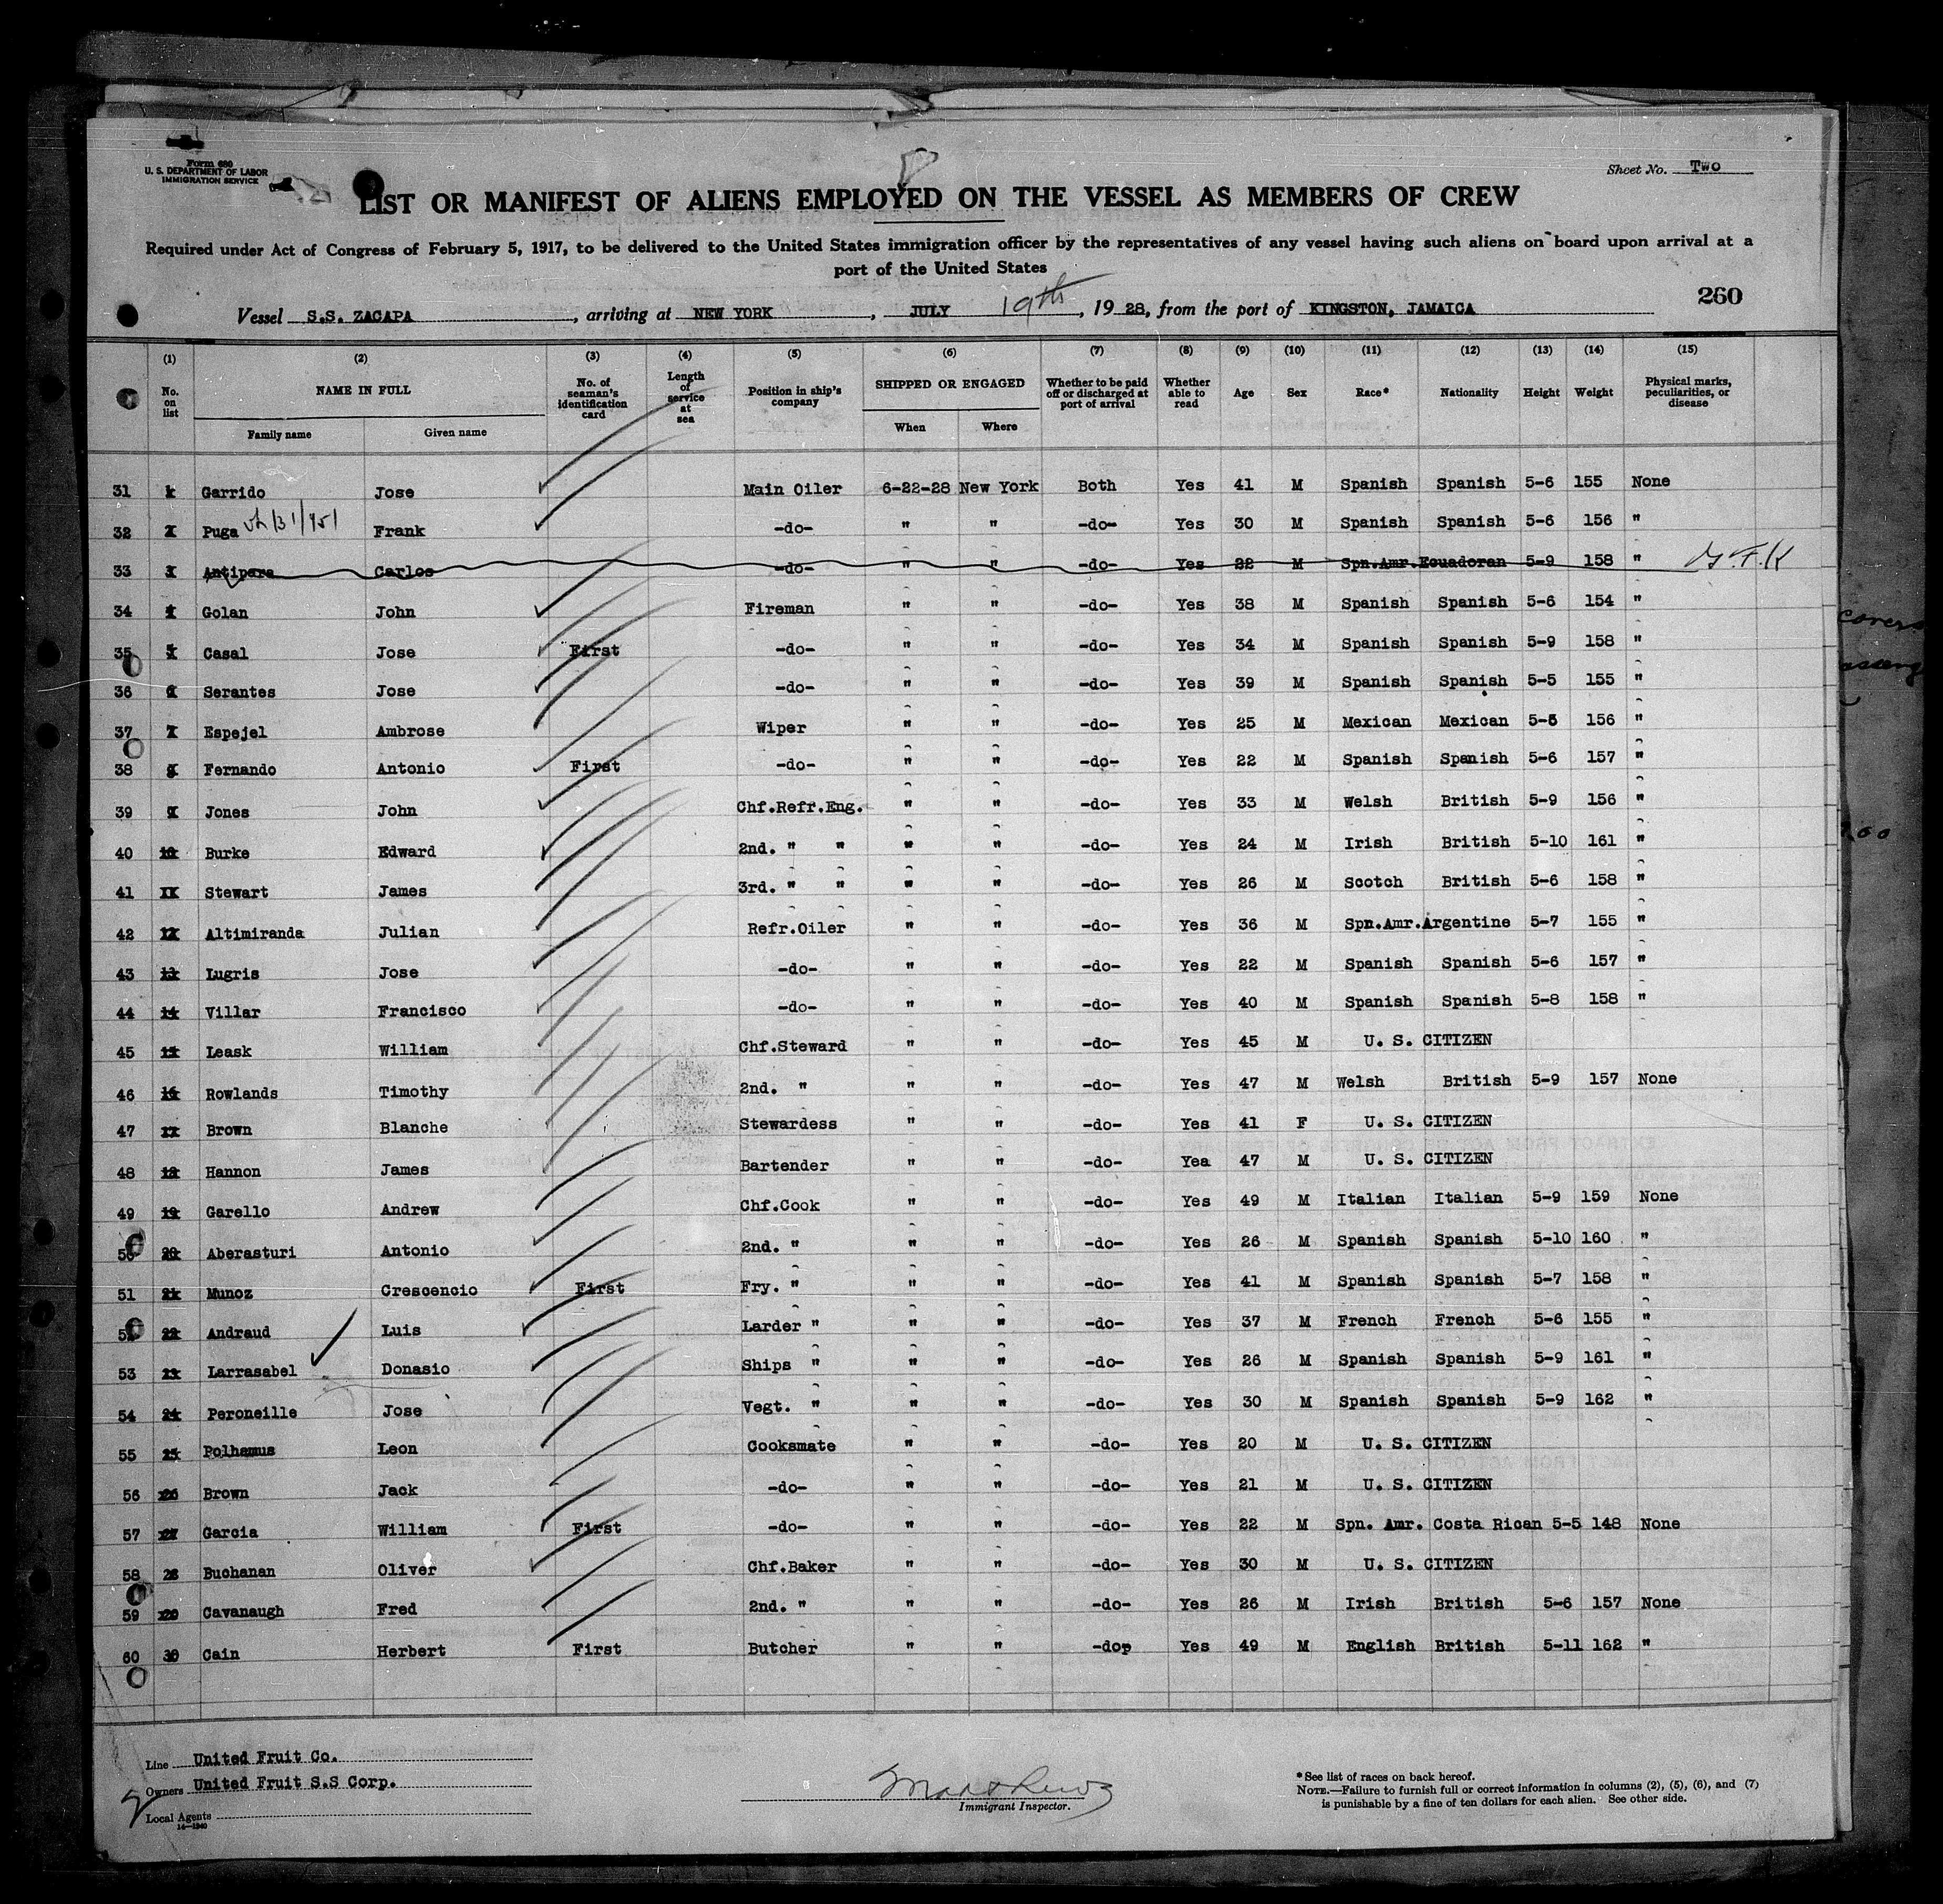 Form 680
U. S. DEPARTMENT OF LABOR
IMMIGRATION SERVICE
Sheet No. Two
LIST OR MANIFEST OF ALIENS EMPLOYED ON THE VESSEL AS MEMBERS OF CREW
Required under Act of Congress of February 5, 1917, to be delivered to the United States immigration officer by the representatives of any vessel having such aliens on board upon arrival at a
port of the United States
260
Vessel S.S. ZACAPA, arriving at NEW YORK, JULY 19th, 1928, from the port of KINGSTON, JAMAICA
(1) (2) (3) (4) (5) (6) (7) (8) (9) (10) (11) (12) (13) (14) (15)
No. on list NAME IN FULL No. of seaman's identification card Length of service at sea Position in ship's company SHIPPED OR ENGAGED Whether to be paid off or discharged at port of arrival Whether able to read Age Sex Race* Nationality Height Weight Physical marks, peculiarities, or disease
Family name Given name When Where
31 Garrido Jose Main Oiler 6-22-28 New York Both Yes 41 M Spanish Spanish 5-6 155 None
32 Puga Frank -do- " " -do- Yes 30 M Spanish Spanish 5-6 156 "
33 Antipara Carlos -do- " " -do- Yes 22 M Spn.Amr. Ecuadoran 5-9 158 "
34 Golan John Fireman " " -do- Yes 38 M Spanish Spanish 5-6 154 "
35 Casal Jose First -do- " " -do- Yes 34 M Spanish Spanish 5-9 158 "
36 Serantes Jose -do- " " -do- Yes 39 M Spanish Spanish 5-5 155 "
37 Espejel Ambrose Wiper " " -do- Yes 25 M Mexican Mexican 5-5 156 "
38 Fernando Antonio First -do- " " -do- Yes 22 M Spanish Spanish 5-6 157 "
39 Jones John Chf.Refr.Eng. " " -do- Yes 33 M Welsh British 5-9 156 "
40 Burke Edward 2nd. " " " " -do- Yes 24 M Irish British 5-10 161 "
41 Stewart James 3rd. " " " " -do- Yes 26 M Scotch British 5-6 158 "
42 Altimiranda Julian Refr.Oiler " " -do- Yes 36 M Spn.Amr. Argentine 5-7 155 "
43 Lugris Jose -do- " " -do- Yes 22 M Spanish Spanish 5-6 157 "
44 Villar Francisco -do- " " -do- Yes 40 M Spanish Spanish 5-8 158 "
45 Leask William Chf.Steward " " -do- Yes 45 M U. S. CITIZEN
46 Rowlands Timothy 2nd. " " " -do- Yes 47 M Welsh British 5-9 157 None
47 Brown Blanche Stewardess " " -do- Yes 41 F U. S. CITIZEN
48 Hannon James Bartender " " -do- Yea 47 M U. S. CITIZEN
49 Garello Andrew Chf.Cook " " -do- Yes 49 M Italian Italian 5-9 159 None
50 Aberasturi Antonio 2nd. " " " -do- Yes 26 M Spanish Spanish 5-10 160 "
51 Munoz Crescencio First Fry. " " " -do- Yes 41 M Spanish Spanish 5-7 158 "
52 Andraud Luis Larder " " " -do- Yes 37 M French French 5-6 155 "
53 Larrasabel Donasio Ships " " " -do- Yes 26 M Spanish Spanish 5-9 161 "
54 Peroneille Jose Vegt. " " " -do- Yes 30 M Spanish Spanish 5-9 162 "
55 Polhamus Leon Cooksmate " " -do- Yes 20 M U. S. CITIZEN
56 Brown Jack -do- " " -do- Yes 21 M U. S. CITIZEN
57 Garcia William First -do- " " -do- Yes 22 M Spn. Amr. Costa Rican 5-5 148 None
58 Buchanan Oliver Chf.Baker " " -do- Yes 30 M U. S. CITIZEN
59 Cavanaugh Fred 2nd. " " " -do- Yes 26 M Irish British 5-6 157 None
60 Cain Herbert First Butcher " " -dop Yes 49 M English British 5-11 162 "
Line United Fruit Co.
Owners United Fruit S.S Corp.
Local Agents
14-1240
Immigrant Inspector.
* See list of races on back hereof.
NOTE.—Failure to furnish full or correct information in columns (2), (5), (6), and (7)
is punishable by a fine of ten dollars for each alien. See other side.